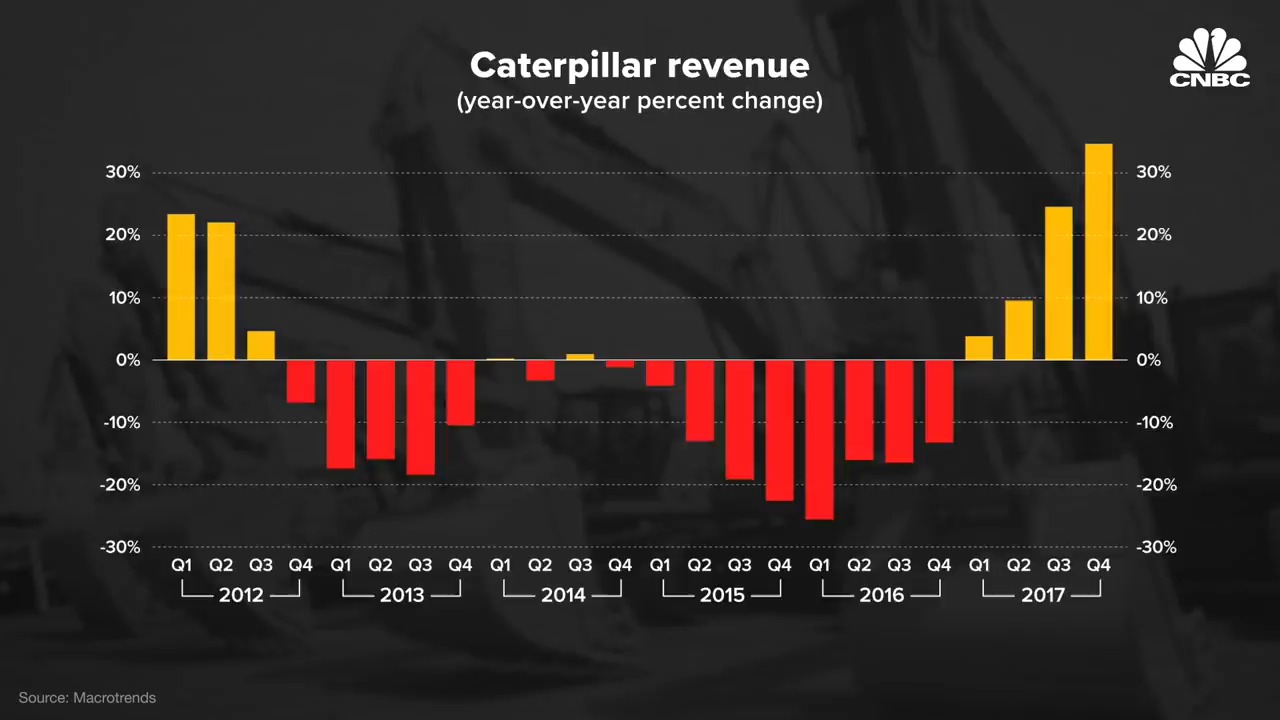 Caterpillar revenue
(year-over-year percent change)
CNBC
30% 30%
20% 20%
10% 10%
0% 0%
-10% -10%
-20% -20%
-30% -30%
Q1 Q2 Q3 Q4 Q1 Q2 Q3 Q4 Q1 Q2 Q3 Q4 Q1 Q2 Q3 Q4 Q1 Q2 Q3 Q4 Q1 Q2 Q3 Q4
2012 2013 2014 2015 2016 2017
Source: Macrotrends